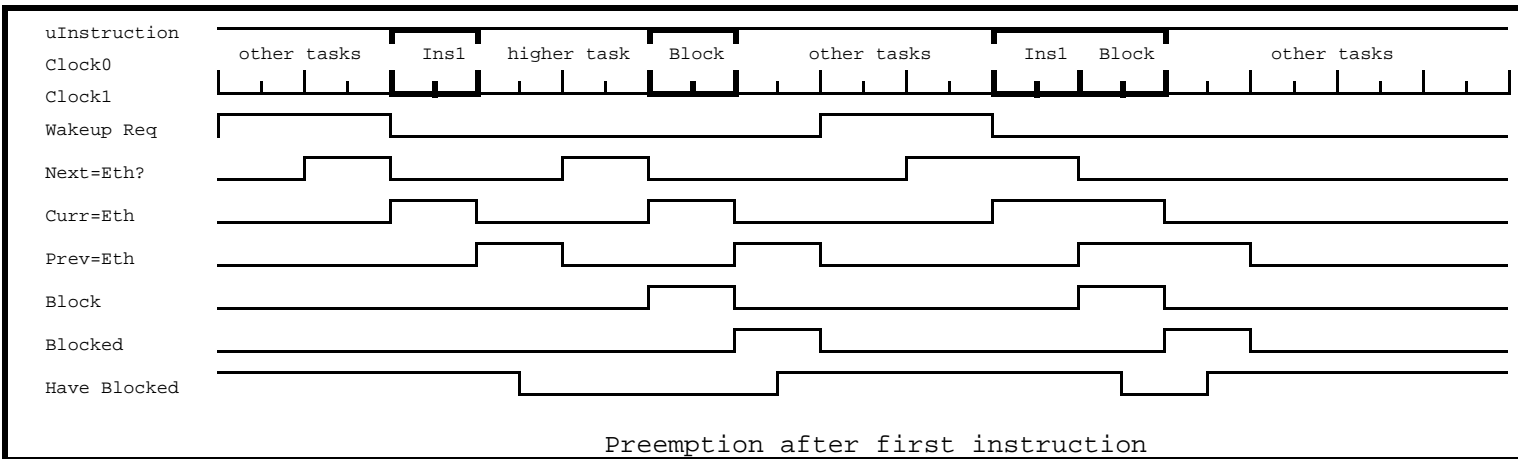 uInstruction
other tasks Ins1 higher task Block other tasks Ins1 Block other tasks
Clock0
Clock1
Wakeup Req
Next=Eth?
Curr=Eth
Prev=Eth
Block
Blocked
Have Blocked
Preemption after first instruction